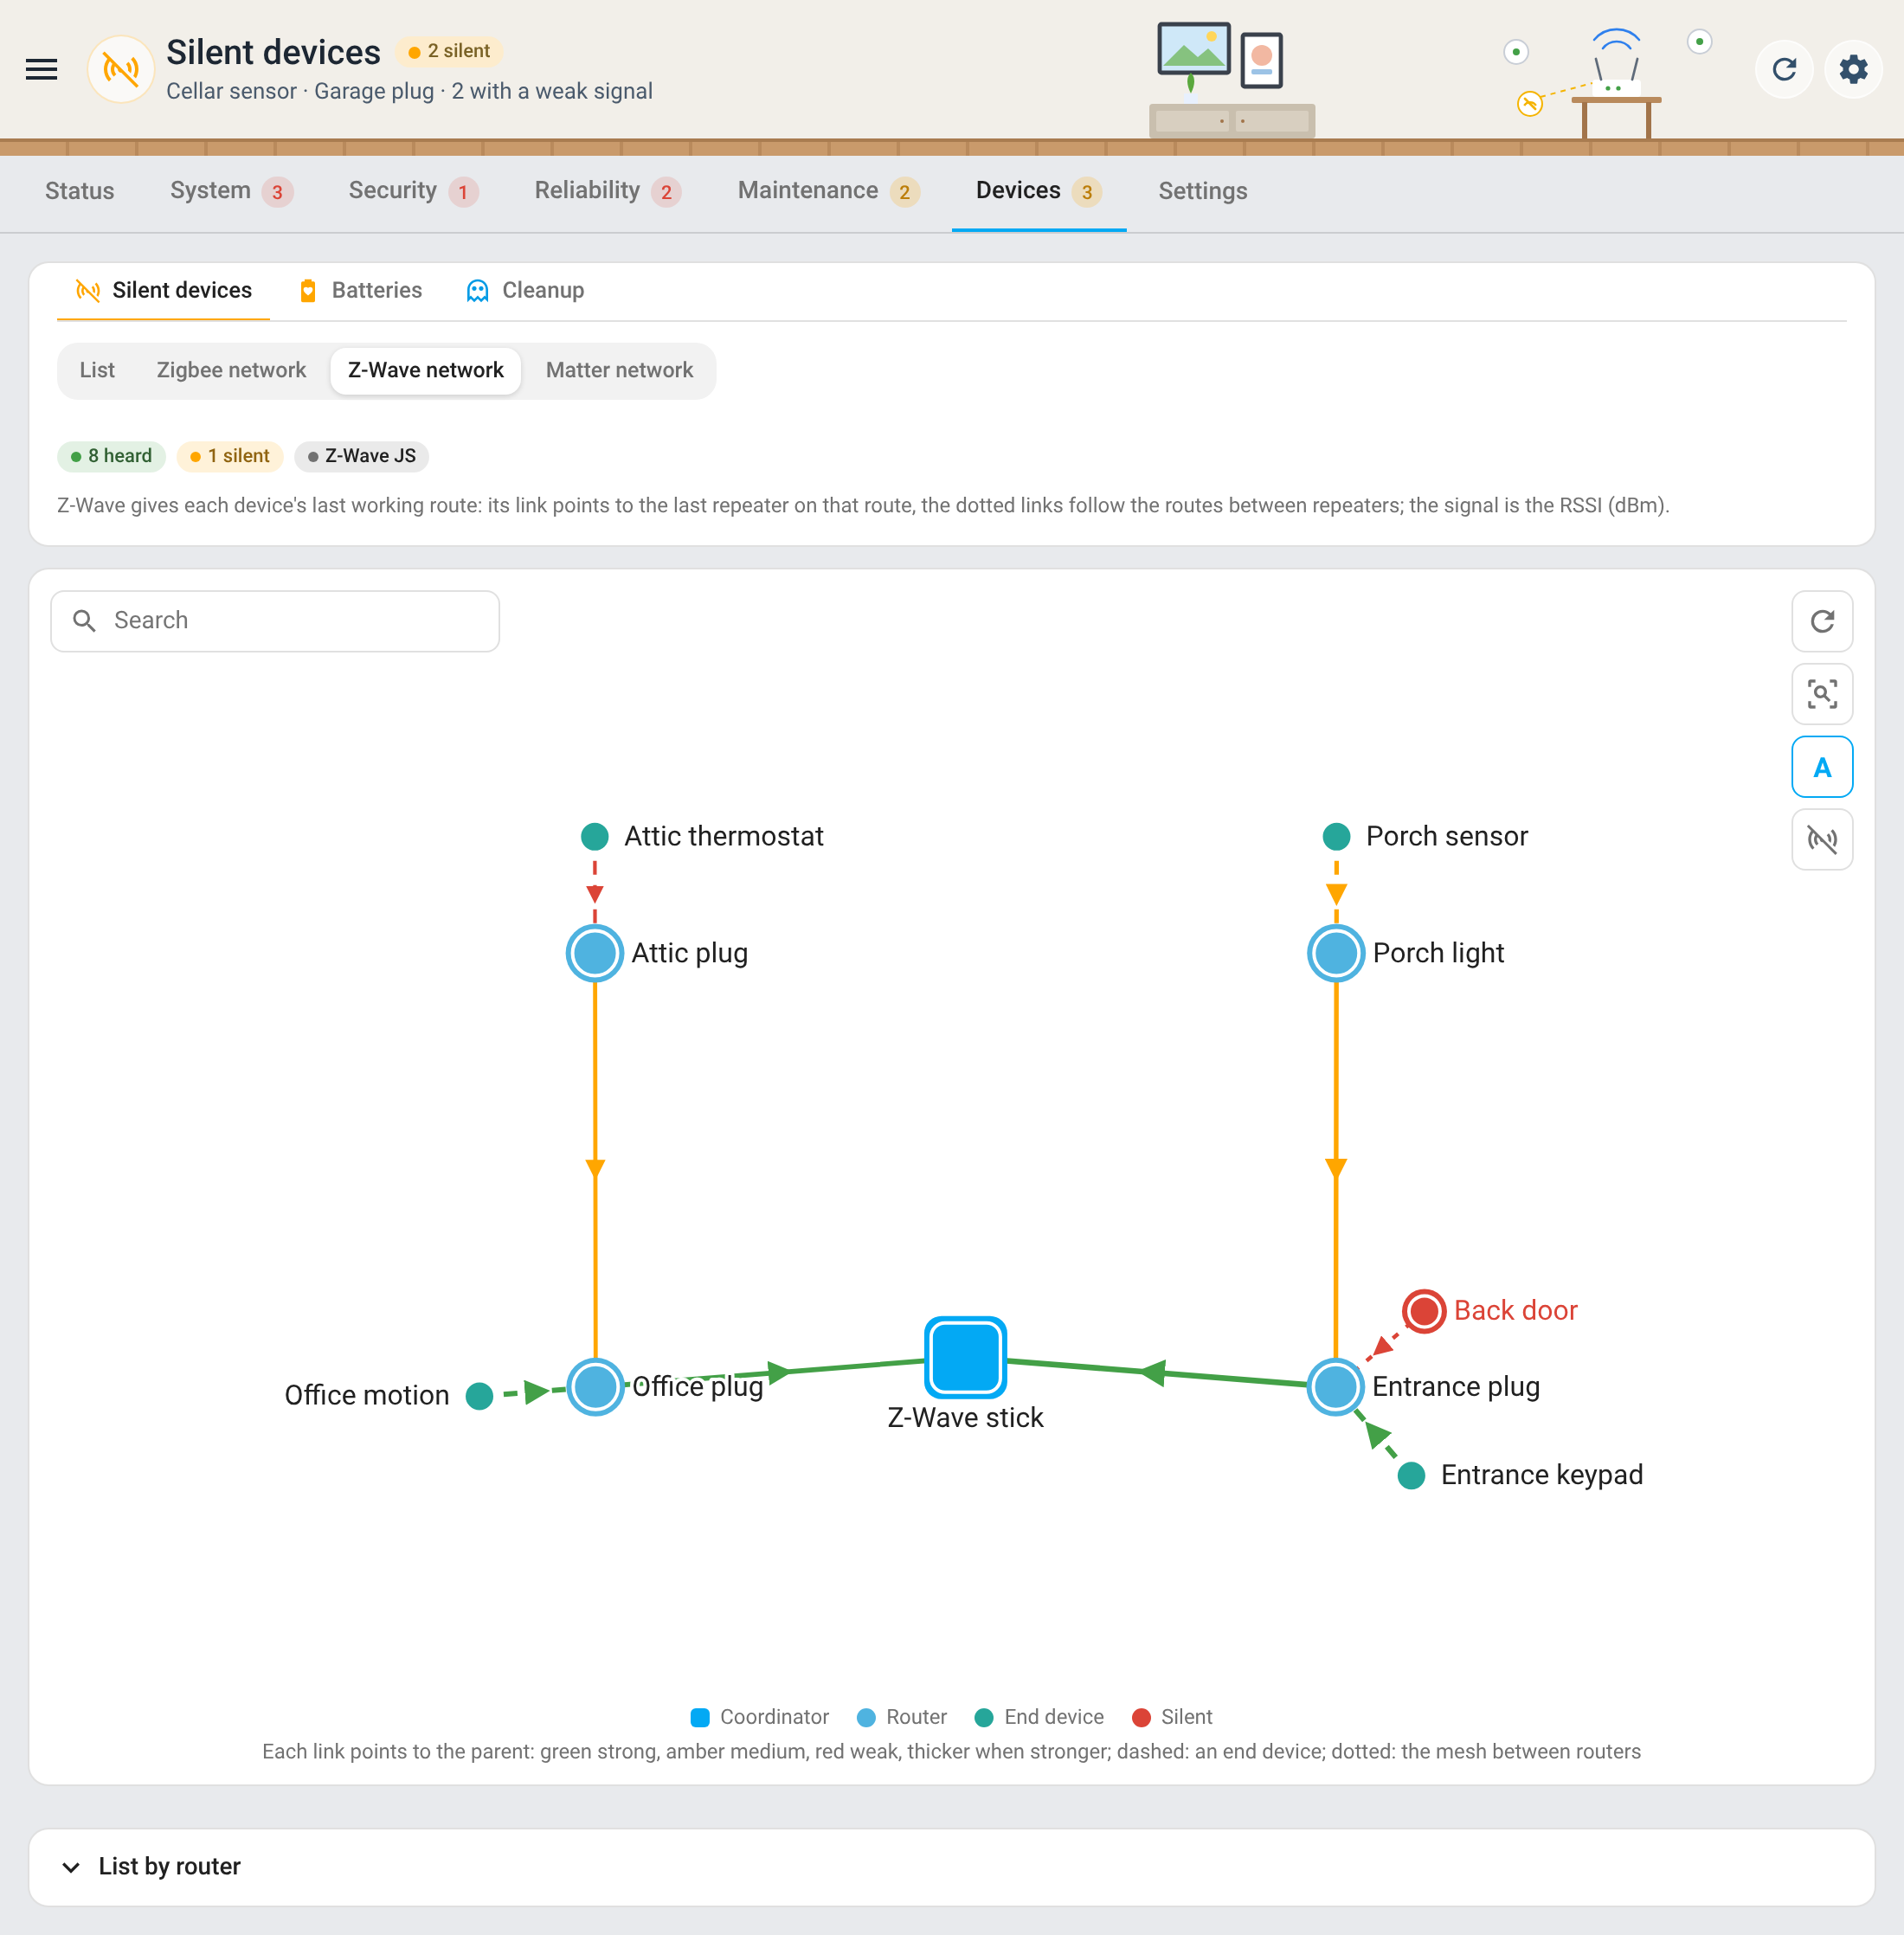 Silent devices 2 silent
Cellar sensor · Garage plug · 2 with a weak signal
Status System 3 Security 1 Reliability 2 Maintenance 2 Devices 3 Settings
Silent devices Batteries Cleanup
List Zigbee network Z-Wave network Matter network
8 heard 1 silent Z-Wave JS
Z-Wave gives each device's last working route: its link points to the last repeater on that route, the dotted links follow the routes between repeaters; the signal is the RSSI (dBm).
Search
A
Attic thermostat
Porch sensor
Attic plug
Porch light
Back door
Office motion
Office plug
Entrance plug
Z-Wave stick
Entrance keypad
Coordinator Router End device Silent
Each link points to the parent: green strong, amber medium, red weak, thicker when stronger; dashed: an end device; dotted: the mesh between routers
List by router